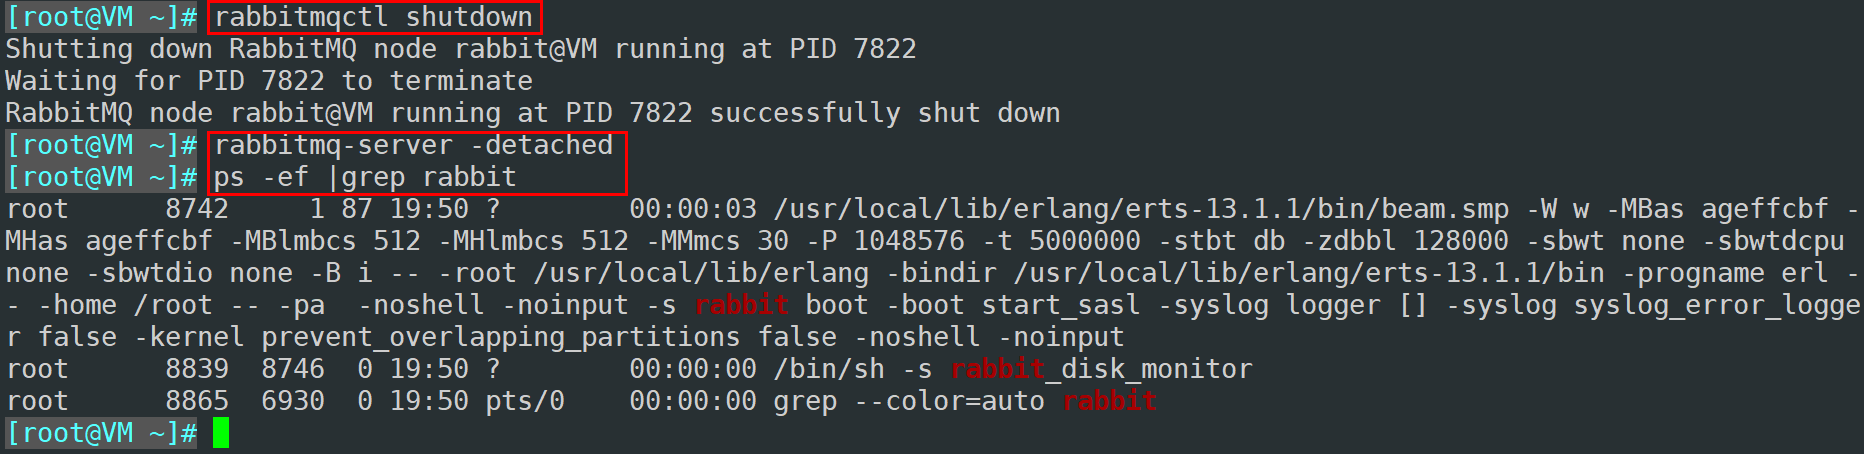 [root@VM ~]# rabbitmqctl shutdown
Shutting down RabbitMQ node rabbit@VM running at PID 7822
Waiting for PID 7822 to terminate
RabbitMQ node rabbit@VM running at PID 7822 successfully shut down
[root@VM ~]# rabbitmq-server -detached
[root@VM ~]# ps -ef |grep rabbit
root      8742     1 87 19:50 ?        00:00:03 /usr/local/lib/erlang/erts-13.1.1/bin/beam.smp -W w -MBas ageffcbf -
MHas ageffcbf -MBlmbcs 512 -MHlmbcs 512 -MMmcs 30 -P 1048576 -t 5000000 -stbt db -zdbbl 128000 -sbwt none -sbwtdcpu
none -sbwtdio none -B i -- -root /usr/local/lib/erlang -bindir /usr/local/lib/erlang/erts-13.1.1/bin -progname erl -
- -home /root -- -pa  -noshell -noinput -s rabbit boot -boot start_sasl -syslog logger [] -syslog syslog_error_logge
r false -kernel prevent_overlapping_partitions false -noshell -noinput
root      8839  8746  0 19:50 ?        00:00:00 /bin/sh -s rabbit_disk_monitor
root      8865  6930  0 19:50 pts/0    00:00:00 grep --color=auto rabbit
[root@VM ~]#